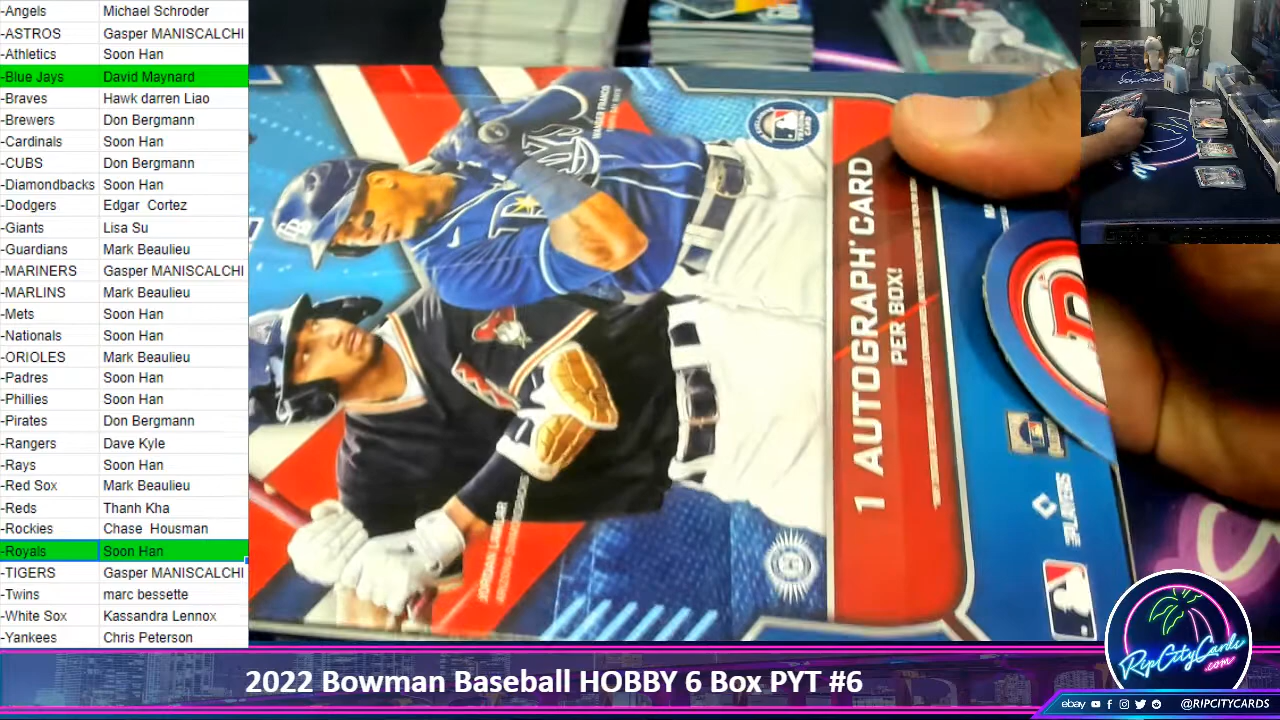 -Angels Michael Schroder
-ASTROS Gasper MANISCALCHI
-Athletics Soon Han
-Blue Jays David Maynard
-Braves Hawk darren Liao
-Brewers Don Bergmann
-Cardinals Soon Han
-CUBS Don Bergmann
-Diamondbacks Soon Han
-Dodgers Edgar Cortez
-Giants Lisa Su
-Guardians Mark Beaulieu
-MARINERS Gasper MANISCALCHI
-MARLINS Mark Beaulieu
-Mets Soon Han
-Nationals Soon Han
-ORIOLES Mark Beaulieu
-Padres Soon Han
-Phillies Soon Han
-Pirates Don Bergmann
-Rangers Dave Kyle
-Rays Soon Han
-Red Sox Mark Beaulieu
-Reds Thanh Kha
-Rockies Chase Housman
-Royals Soon Han
-TIGERS Gasper MANISCALCHI
-Twins marc bessette
-White Sox Kassandra Lennox
-Yankees Chris Peterson
WANDER FRANCO
1 AUTOGRAPH CARD
PER BOX!
PLAYERS
RipCityCards
.com
2022 Bowman Baseball HOBBY 6 Box PYT #6
ebay @RIPCITYCARDS